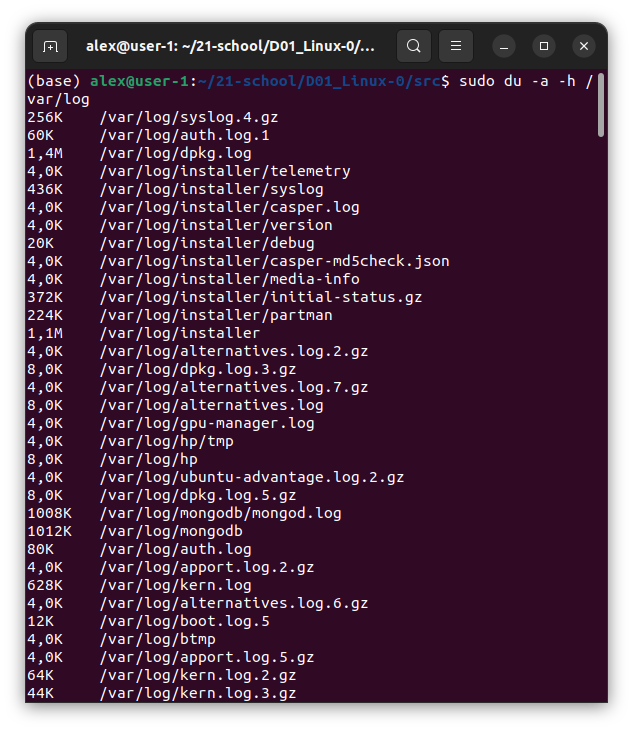 alex@user-1: ~/21-school/D01_Linux-0/...
(base) alex@user-1:~/21-school/D01_Linux-0/src$ sudo du -a -h /
var/log
256K /var/log/syslog.4.gz
60K /var/log/auth.log.1
1,4M /var/log/dpkg.log
4,0K /var/log/installer/telemetry
436K /var/log/installer/syslog
4,0K /var/log/installer/casper.log
4,0K /var/log/installer/version
20K /var/log/installer/debug
4,0K /var/log/installer/casper-md5check.json
4,0K /var/log/installer/media-info
372K /var/log/installer/initial-status.gz
224K /var/log/installer/partman
1,1M /var/log/installer
4,0K /var/log/alternatives.log.2.gz
8,0K /var/log/dpkg.log.3.gz
4,0K /var/log/alternatives.log.7.gz
8,0K /var/log/alternatives.log
4,0K /var/log/gpu-manager.log
4,0K /var/log/hp/tmp
8,0K /var/log/hp
4,0K /var/log/ubuntu-advantage.log.2.gz
8,0K /var/log/dpkg.log.5.gz
1008K /var/log/mongodb/mongod.log
1012K /var/log/mongodb
80K /var/log/auth.log
4,0K /var/log/apport.log.2.gz
628K /var/log/kern.log
4,0K /var/log/alternatives.log.6.gz
12K /var/log/boot.log.5
4,0K /var/log/btmp
4,0K /var/log/apport.log.5.gz
64K /var/log/kern.log.2.gz
44K /var/log/kern.log.3.gz